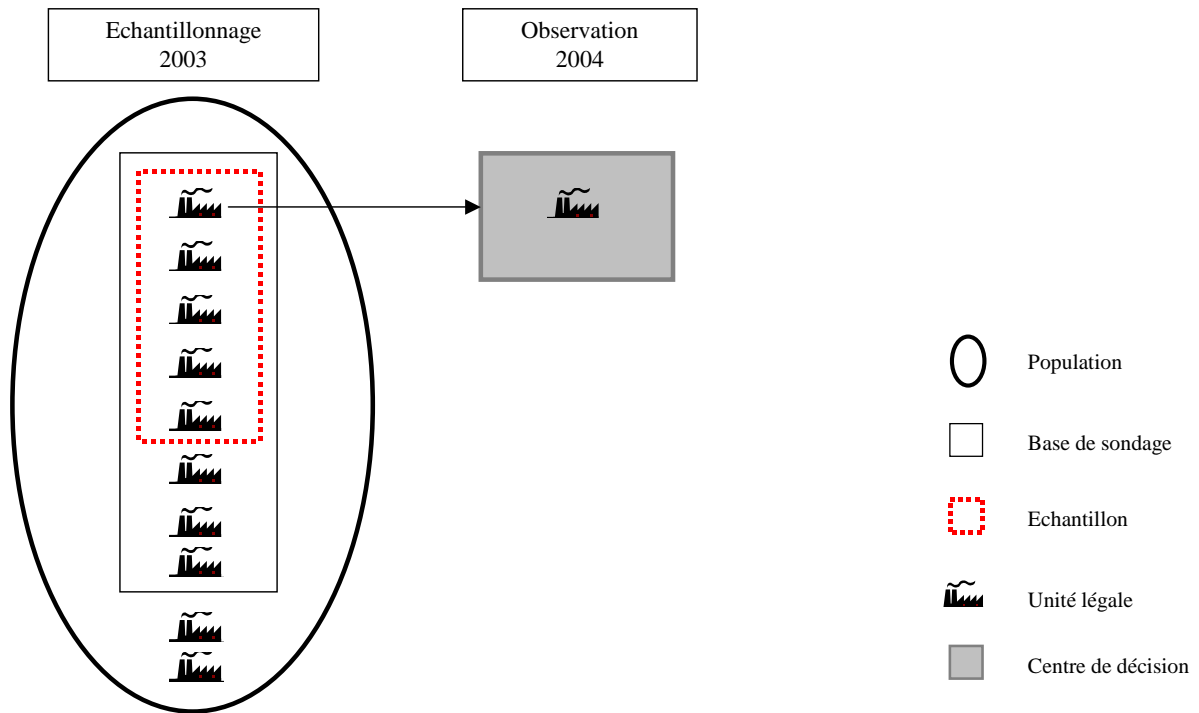 Echantillonnage
2003
Observation
2004
Population
Base de sondage
Echantillon
Unité légale
Centre de décision